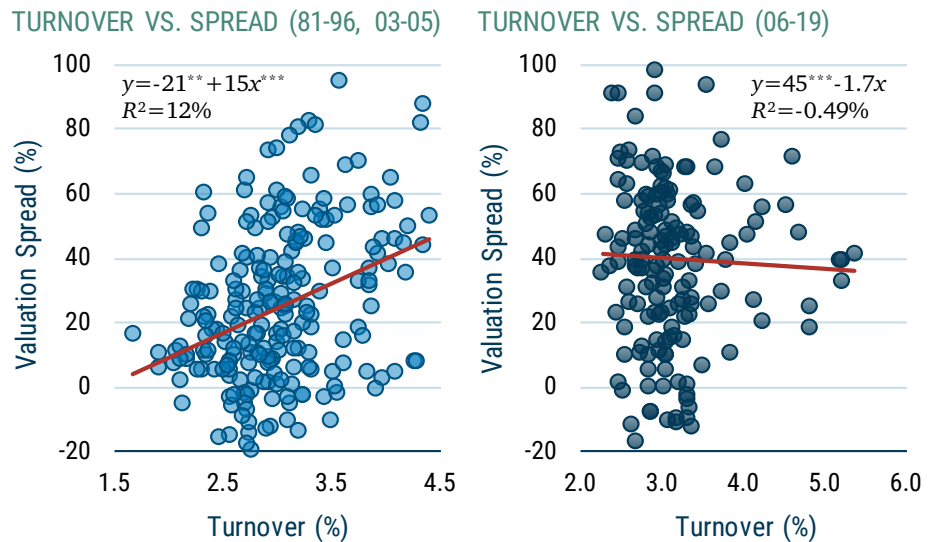 TURNOVER VS. SPREAD (81-96, 03-05)
y=-21**+15x***
R²=12%
Valuation Spread (%)
100
80
60
40
20
0
-20
1.5 2.5 3.5 4.5
Turnover (%)
TURNOVER VS. SPREAD (06-19)
y=45***-1.7x
R²=-0.49%
Valuation Spread (%)
100
80
60
40
20
0
-20
2.0 3.0 4.0 5.0 6.0
Turnover (%)